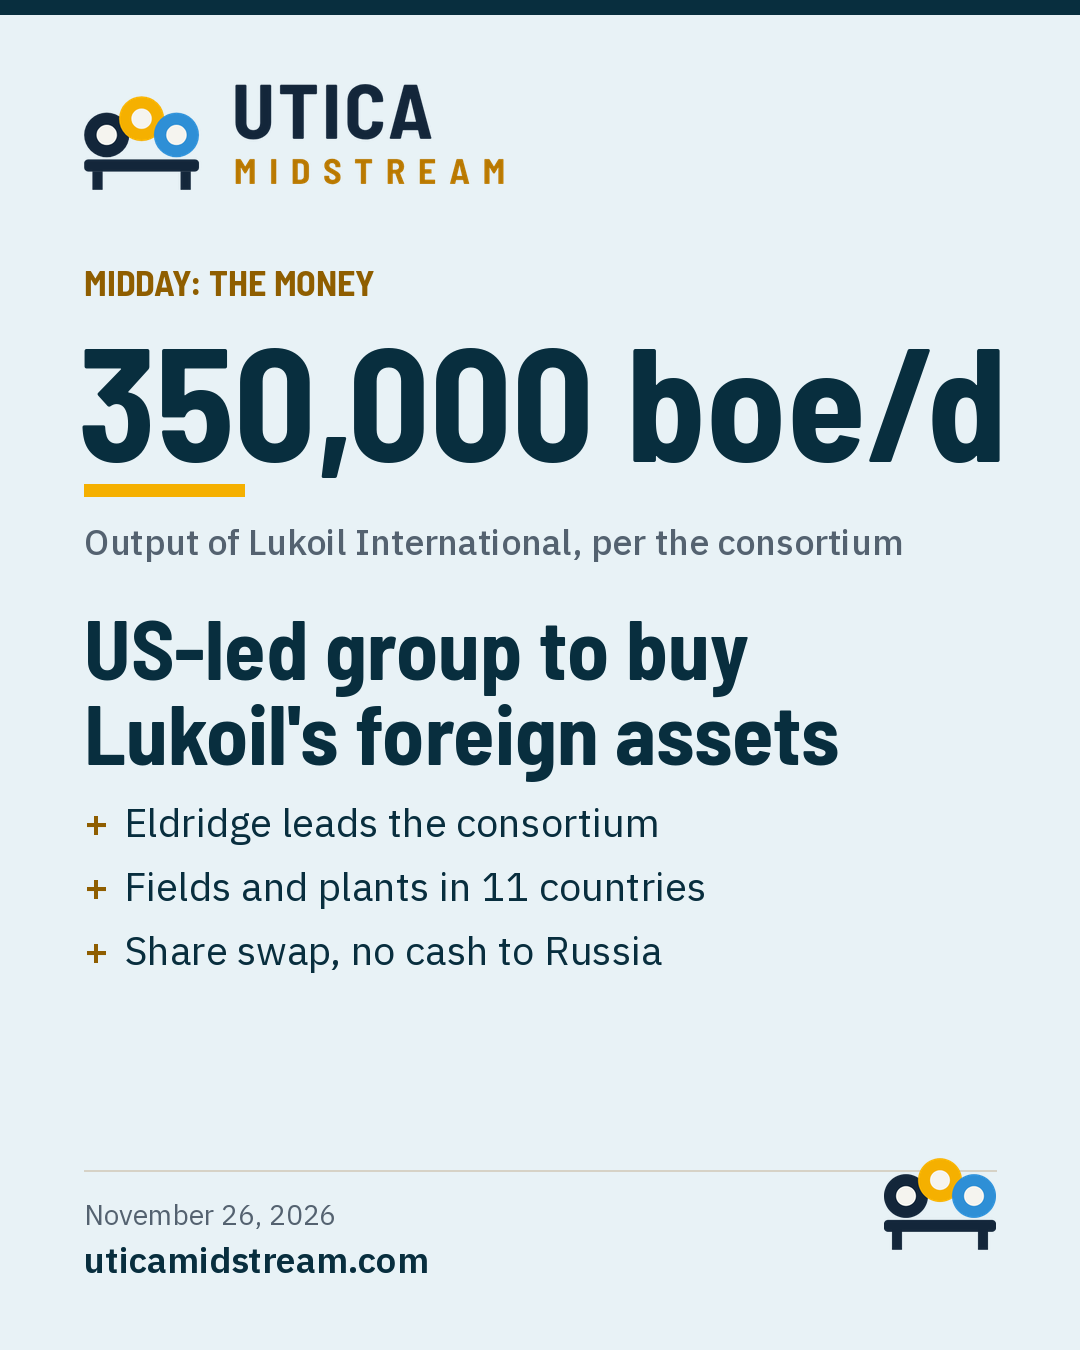 UTICA
MIDSTREAM
MIDDAY: THE MONEY
350,000 boe/d
Output of Lukoil International, per the consortium
US-led group to buy
Lukoil's foreign assets
+ Eldridge leads the consortium
+ Fields and plants in 11 countries
+ Share swap, no cash to Russia
November 26, 2026
uticamidstream.com